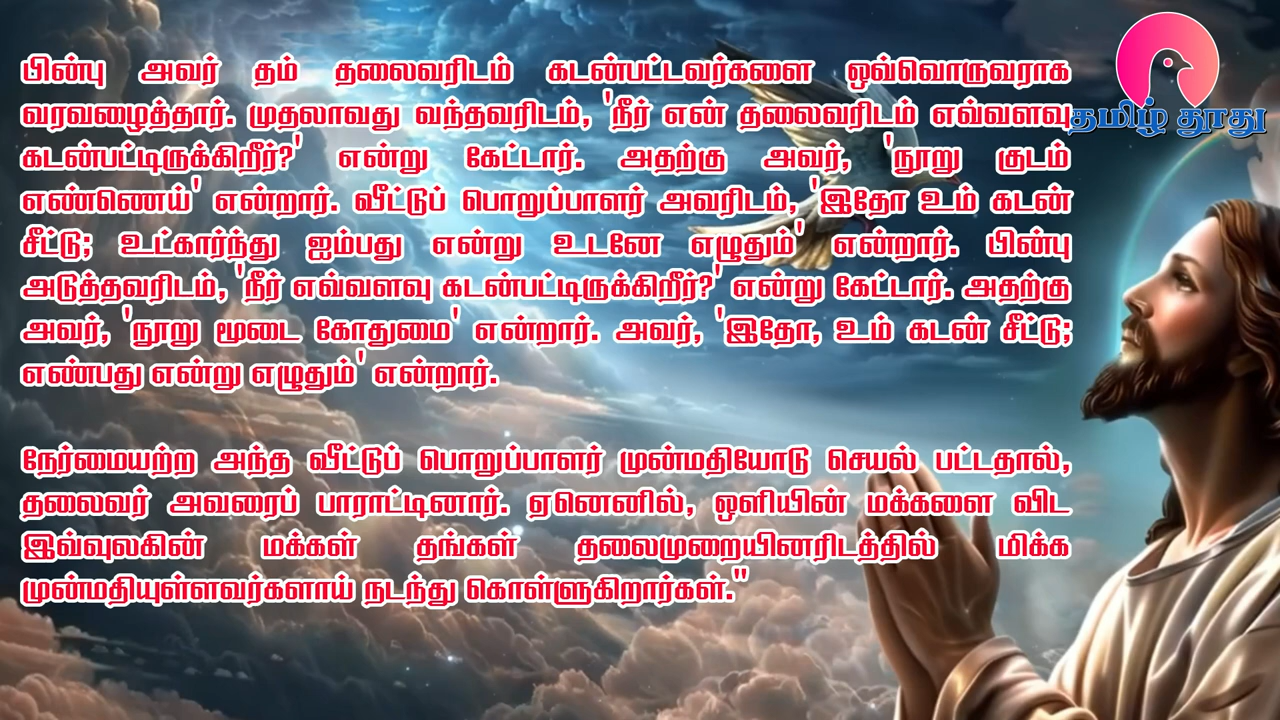 பின்பு அவர் தம் தலைவரிடம் கடன்பட்டவர்களை ஒவ்வொருவராக
வரவழைத்தார். முதலாவது வந்தவரிடம், 'நீர் என் தலைவரிடம் எவ்வளவு
கடன்பட்டிருக்கிறீர்?' என்று கேட்டார். அதற்கு அவர், 'நூறு குடம்
எண்ணெய்' என்றார். வீட்டுப் பொறுப்பாளர் அவரிடம், 'இதோ உம் கடன்
சீட்டு; உட்கார்ந்து ஐம்பது என்று உடனே எழுதும்' என்றார். பின்பு
அடுத்தவரிடம், 'நீர் எவ்வளவு கடன்பட்டிருக்கிறீர்?' என்று கேட்டார். அதற்கு
அவர், 'நூறு மூடை கோதுமை' என்றார். அவர், 'இதோ, உம் கடன் சீட்டு;
எண்பது என்று எழுதும்' என்றார்.
நேர்மையற்ற அந்த வீட்டுப் பொறுப்பாளர் முன்மதியோடு செயல் பட்டதால்,
தலைவர் அவரைப் பாராட்டினார். ஏனெனில், ஒளியின் மக்களை விட
இவ்வுலகின் மக்கள் தங்கள் தலைமுறையினரிடத்தில் மிக்க
முன்மதியுள்ளவர்களாய் நடந்து கொள்ளுகிறார்கள்."
தமிழ் தூது